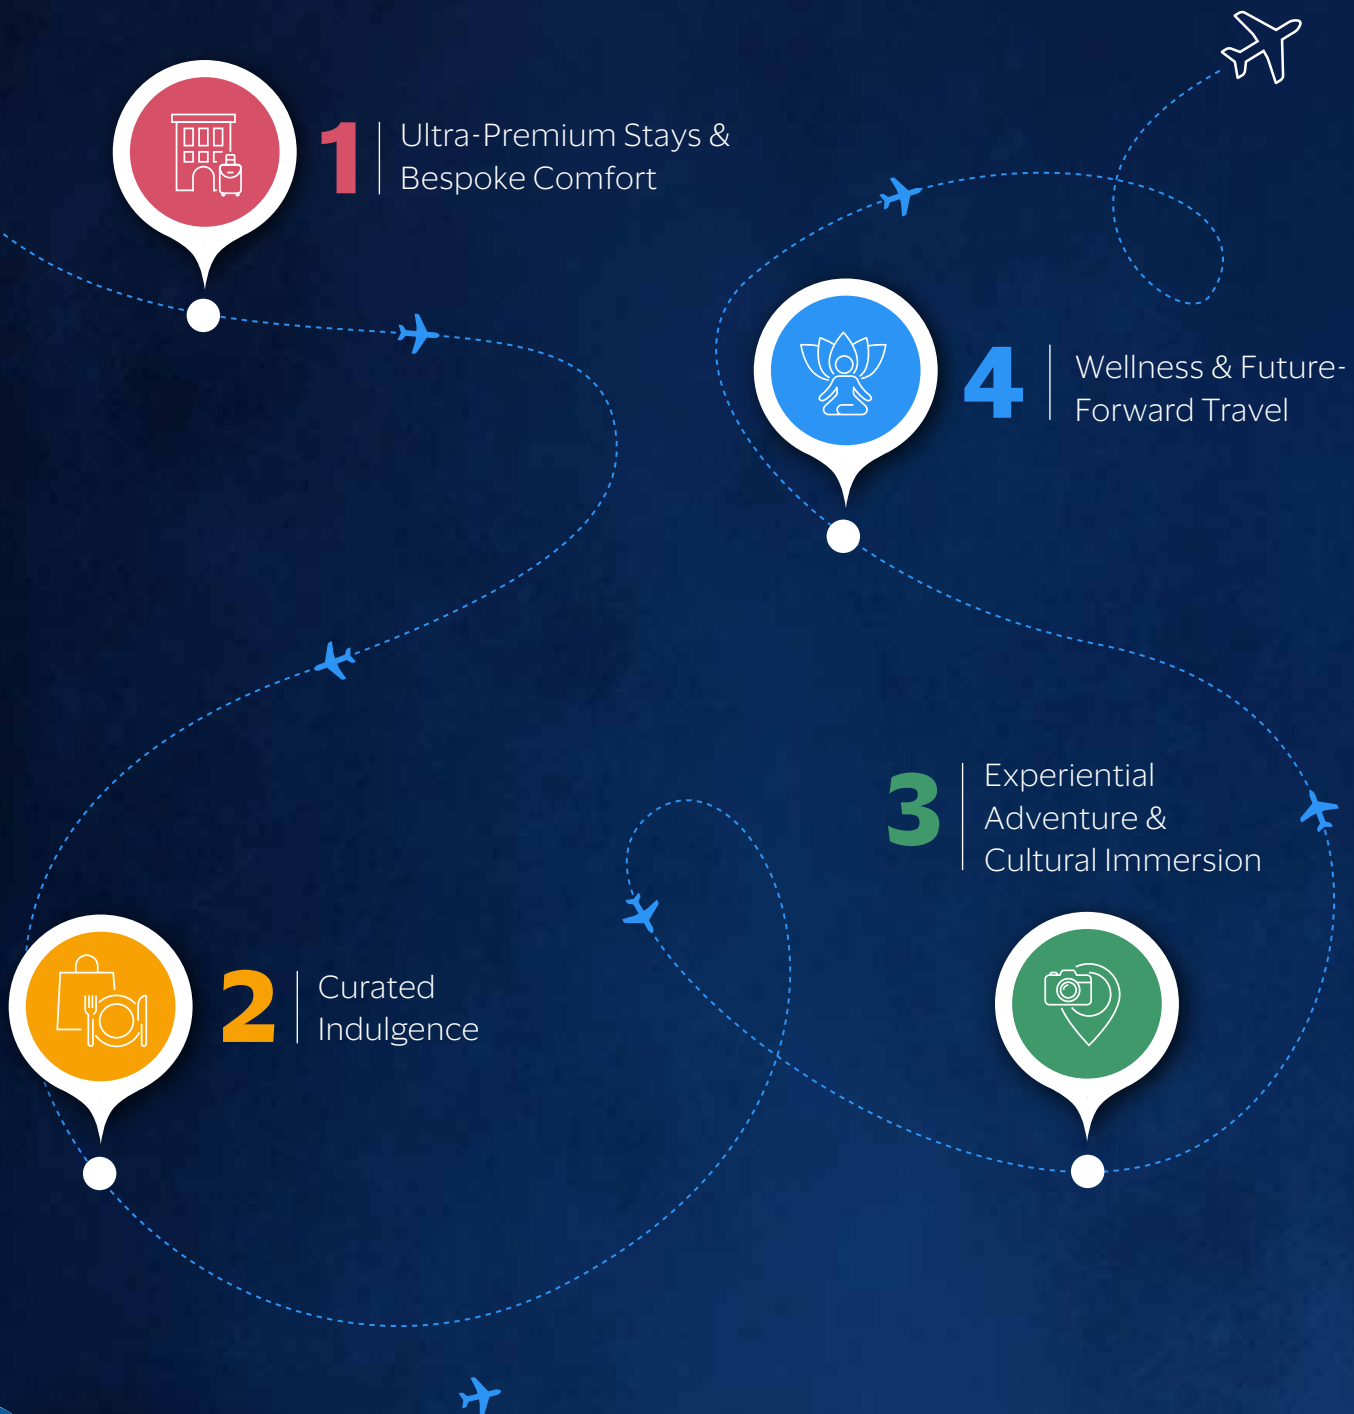 1
Ultra-Premium Stays &
Bespoke Comfort
2
Curated
Indulgence
3
Experiential
Adventure &
Cultural Immersion
4
Wellness & Future-
Forward Travel